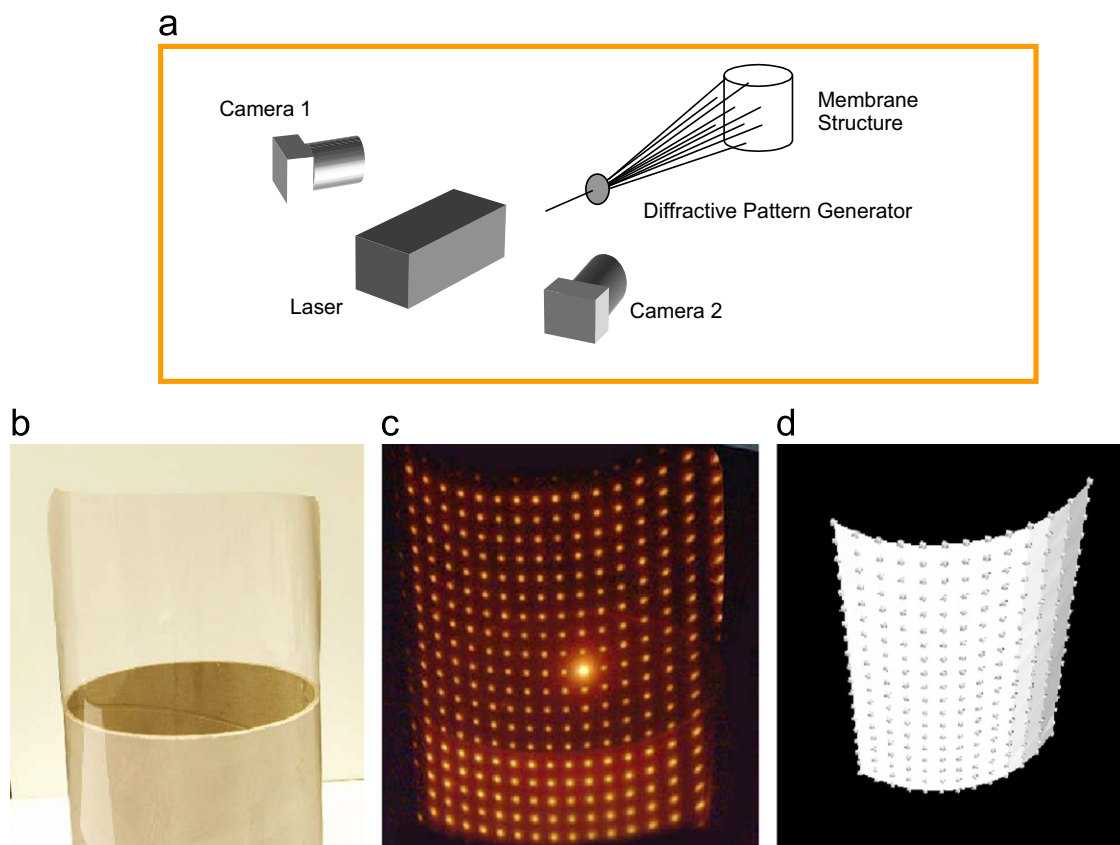 a
Camera 1
Membrane
Structure
Diffractive Pattern Generator
Laser
Camera 2
b
c
d